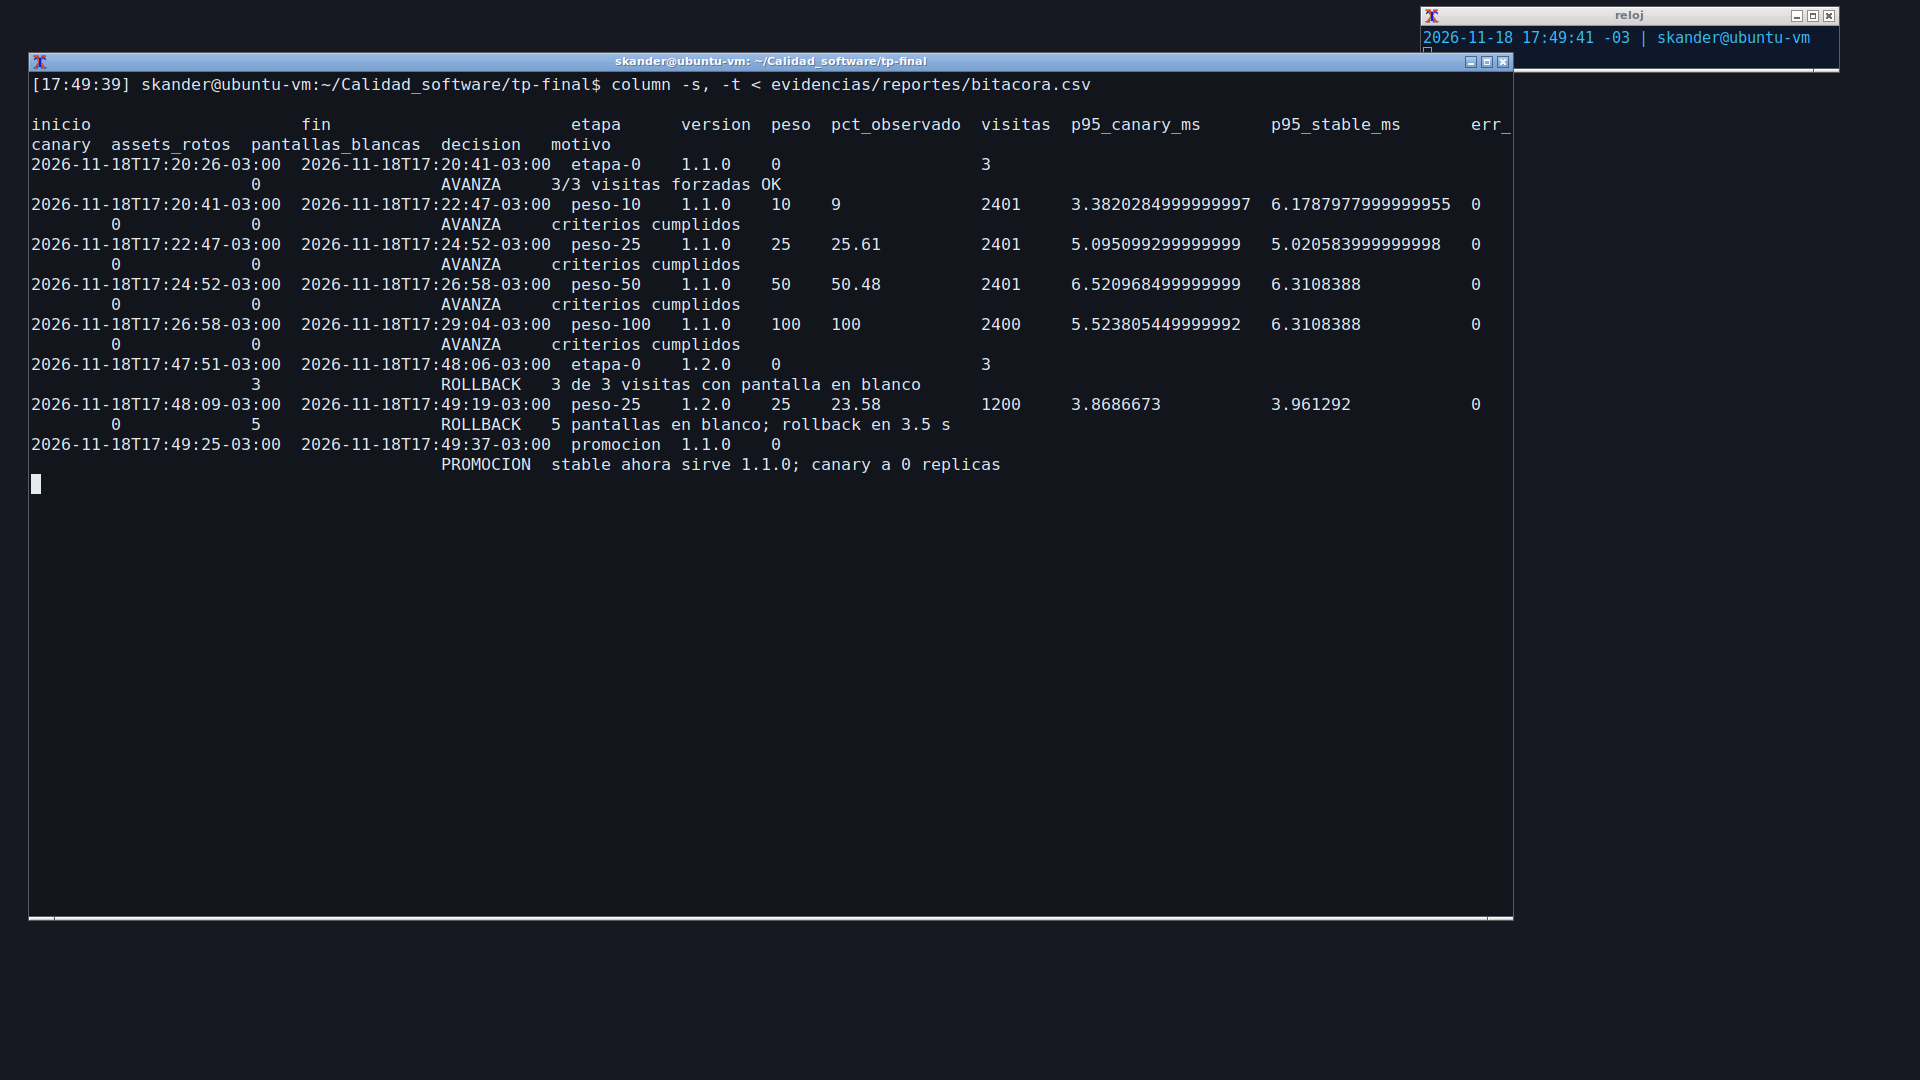 reloj
2026-11-18 17:49:41 -03 | skander@ubuntu-vm
skander@ubuntu-vm: ~/Calidad_software/tp-final
[17:49:39] skander@ubuntu-vm:~/Calidad_software/tp-final$ column -s, -t < evidencias/reportes/bitacora.csv
inicio fin etapa version peso pct_observado visitas p95_canary_ms p95_stable_ms err_
canary assets_rotos pantallas_blancas decision motivo
2026-11-18T17:20:26-03:00 2026-11-18T17:20:41-03:00 etapa-0 1.1.0 0 3
0 AVANZA 3/3 visitas forzadas OK
2026-11-18T17:20:41-03:00 2026-11-18T17:22:47-03:00 peso-10 1.1.0 10 9 2401 3.3820284999999997 6.1787977999999955 0
0 0 AVANZA criterios cumplidos
2026-11-18T17:22:47-03:00 2026-11-18T17:24:52-03:00 peso-25 1.1.0 25 25.61 2401 5.095099299999999 5.020583999999998 0
0 0 AVANZA criterios cumplidos
2026-11-18T17:24:52-03:00 2026-11-18T17:26:58-03:00 peso-50 1.1.0 50 50.48 2401 6.520968499999999 6.3108388 0
0 0 AVANZA criterios cumplidos
2026-11-18T17:26:58-03:00 2026-11-18T17:29:04-03:00 peso-100 1.1.0 100 100 2400 5.523805449999992 6.3108388 0
0 0 AVANZA criterios cumplidos
2026-11-18T17:47:51-03:00 2026-11-18T17:48:06-03:00 etapa-0 1.2.0 0 3
3 ROLLBACK 3 de 3 visitas con pantalla en blanco
2026-11-18T17:48:09-03:00 2026-11-18T17:49:19-03:00 peso-25 1.2.0 25 23.58 1200 3.8686673 3.961292 0
0 5 ROLLBACK 5 pantallas en blanco; rollback en 3.5 s
2026-11-18T17:49:25-03:00 2026-11-18T17:49:37-03:00 promocion 1.1.0 0
PROMOCION stable ahora sirve 1.1.0; canary a 0 replicas